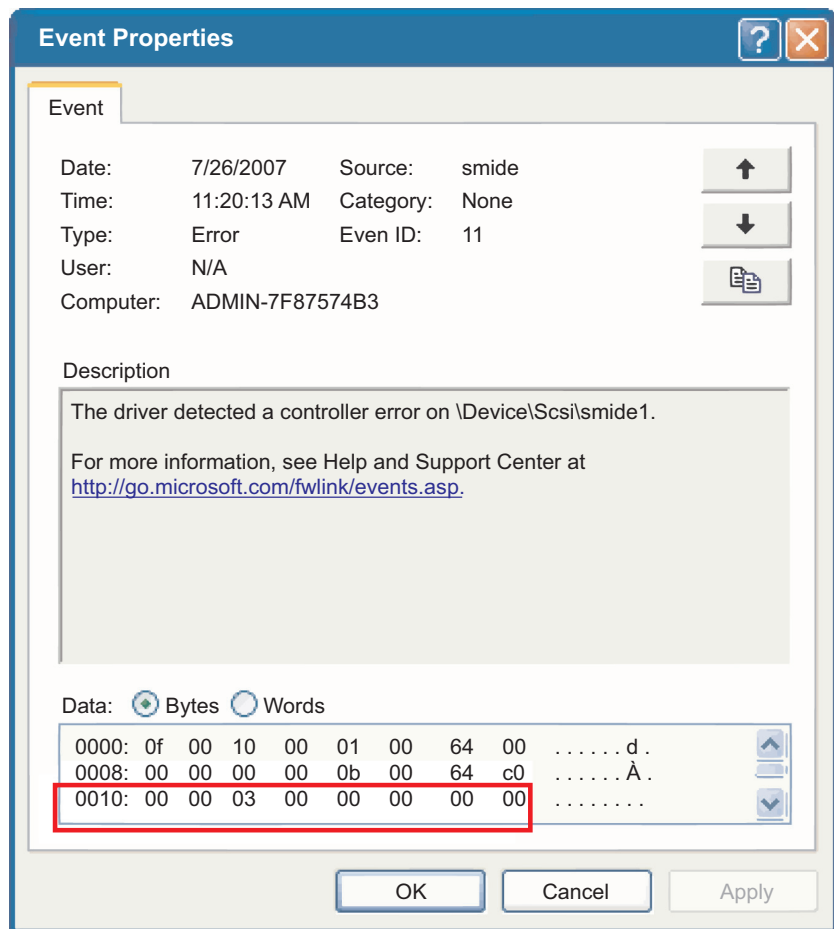 Event Properties
Event
Date: 7/26/2007 Source: smide
Time: 11:20:13 AM Category: None
Type: Error Even ID: 11
User: N/A
Computer: ADMIN-7F87574B3
Description
The driver detected a controller error on \Device\Scsi\smide1.
For more information, see Help and Support Center at
http://go.microsoft.com/fwlink/events.asp.
Data: Bytes Words
0000: 0f 00 10 00 01 00 64 00 ......d.
0008: 00 00 00 00 0b 00 64 c0 ......À.
0010: 00 00 03 00 00 00 00 00 ........
OK Cancel Apply